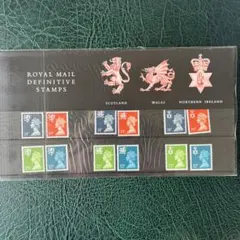 ROYAL MAIL
DEFINITIVE
STAMPS
SCOTLAND
WALES
NORTHERN IRELAND